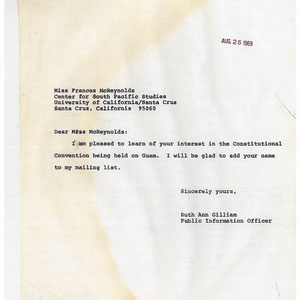 AUG 25 1969
Miss Frances McReynolds
Center for South Pacific Studies
University of California/Santa Cruz
Santa Cruz, California 95060
Dear Miss McReynolds:
I am pleased to learn of your interest in the Constitutional
Convention being held on Guam. I will be glad to add your name
to my mailing list.
Sincerely yours,
Ruth Ann Gilliam
Public Information Officer